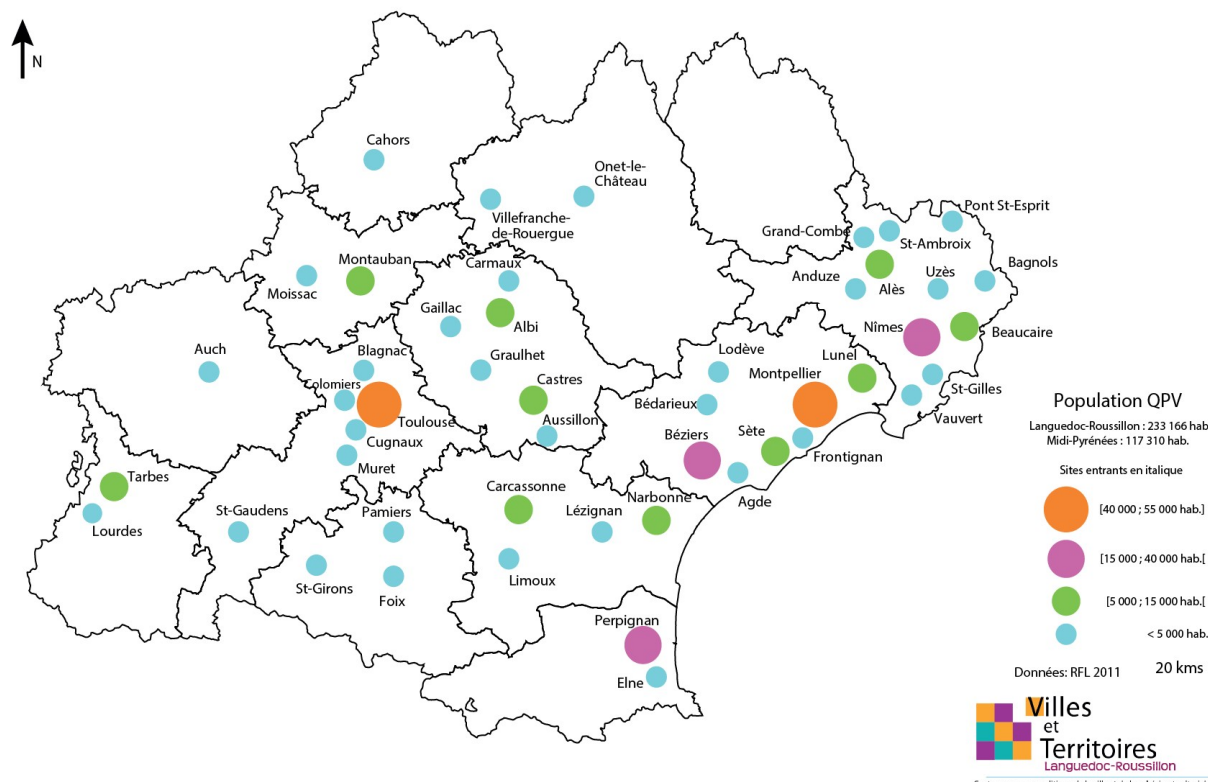 N
Cahors
Onet-le-
Château
Villefranche-
de-Rouergue
Pont St-Esprit
Grand-Combe
St-Ambroix
Montauban
Carmaux
Anduze
Uzès
Bagnols
Moissac
Alès
Gaillac
Albi
Nîmes
Beaucaire
Auch
Blagnac
Graulhet
Lodève
Lunel
Montpellier
Colomiers
Castres
St-Gilles
Toulouse
Aussillon
Bédarieux
Vauvert
Cugnaux
Béziers
Sète
Frontignan
Muret
Tarbes
Carcassonne
Narbonne
Agde
Lourdes
St-Gaudens
Pamiers
Lézignan
St-Girons
Foix
Limoux
Perpignan
Elne
Population QPV
Languedoc-Roussillon : 233 166 hab
Midi-Pyrénées : 117 310 hab.
Sites entrants en italique
[40 000 ; 55 000 hab.]
[15 000 ; 40 000 hab.[
[5 000 ; 15 000 hab.[
< 5 000 hab.
Données: RFL 2011
20 kms
Villes
et
Territoires
Languedoc-Roussillon